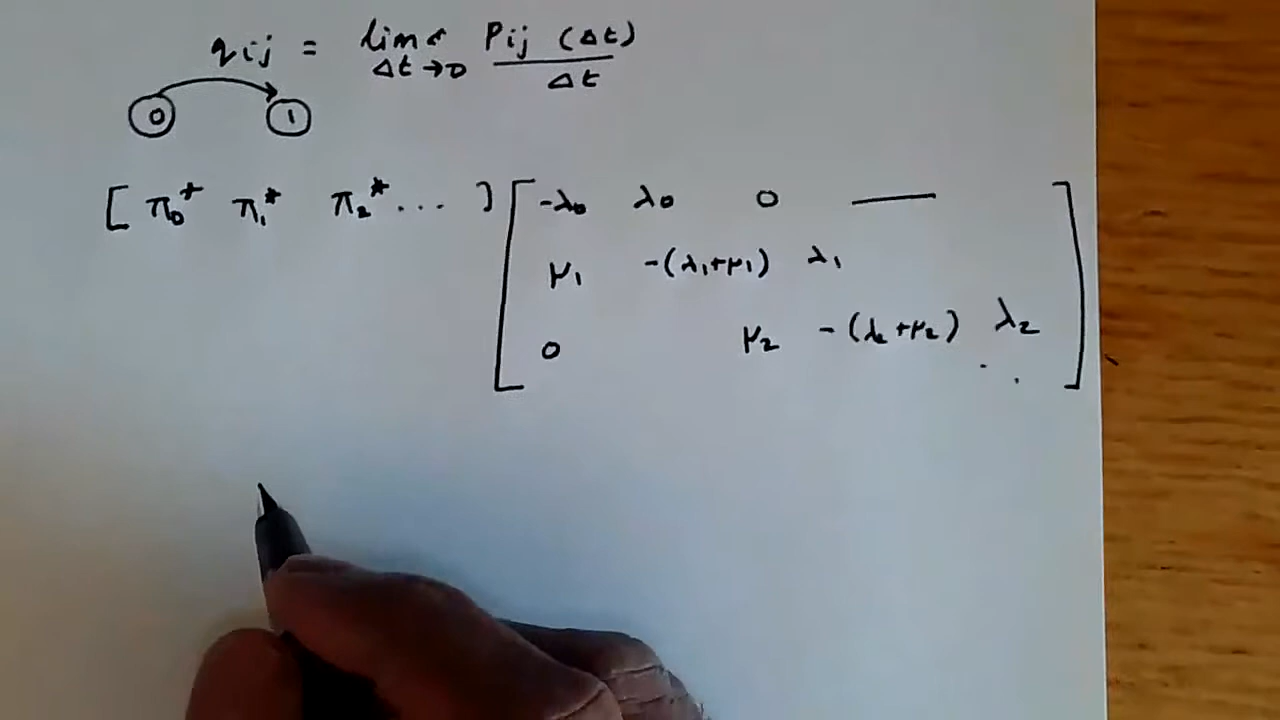 qij = lim Pij (Δt)
Δt→0 Δt
0 1
[ π0* π1* π2* ... ] [ -λ0 λ0 0 —
μ1 -(λ1+μ1) λ1
0 μ2 -(λ2+μ2) λ2
. . ]